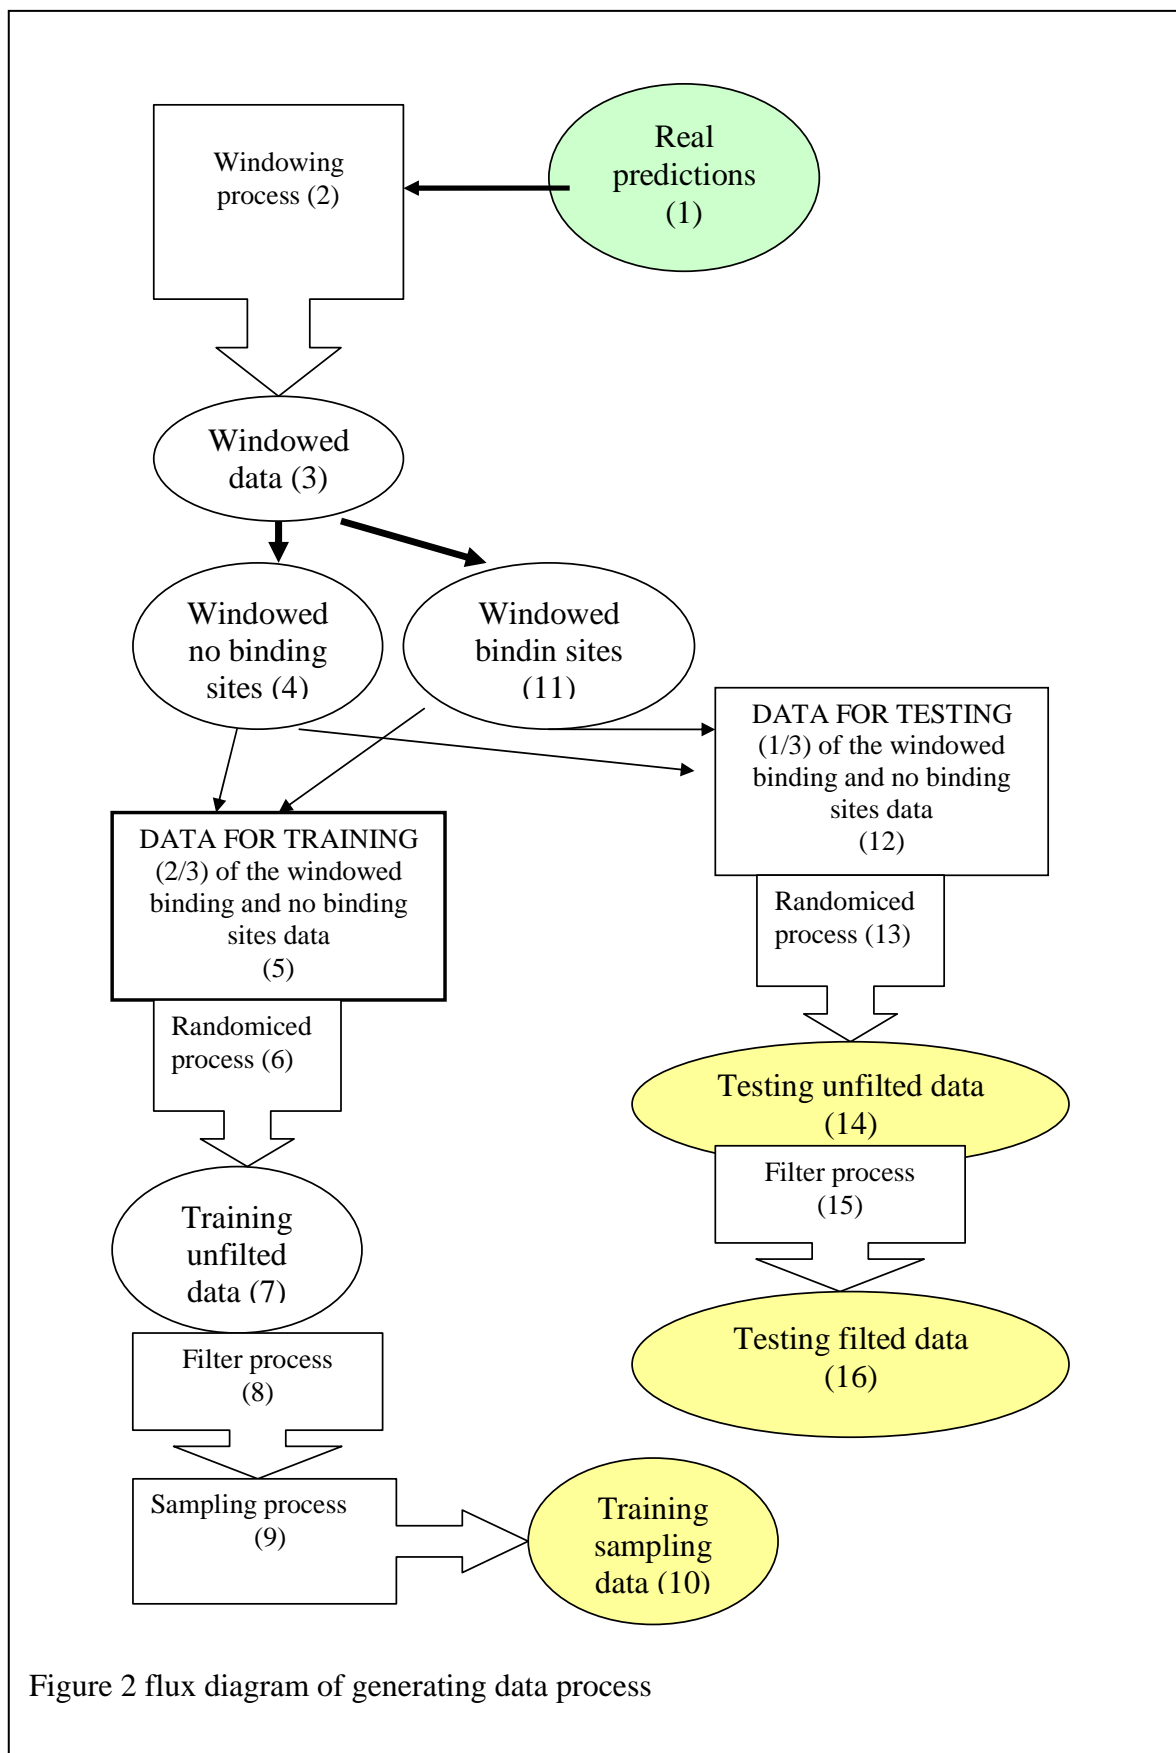 Real
predictions
(1)
Windowing
process (2)
Windowed
data (3)
Windowed
no binding
sites (4)
Windowed
bindin sites
(11)
DATA FOR TESTING
(1/3) of the windowed
binding and no binding
sites data
(12)
DATA FOR TRAINING
(2/3) of the windowed
binding and no binding
sites data
(5)
Randomiced
process (13)
Randomiced
process (6)
Testing unfilted data
(14)
Filter process
(15)
Training
unfilted
data (7)
Testing filted data
(16)
Filter process
(8)
Sampling process
(9)
Training
sampling
data (10)
Figure 2 flux diagram of generating data process